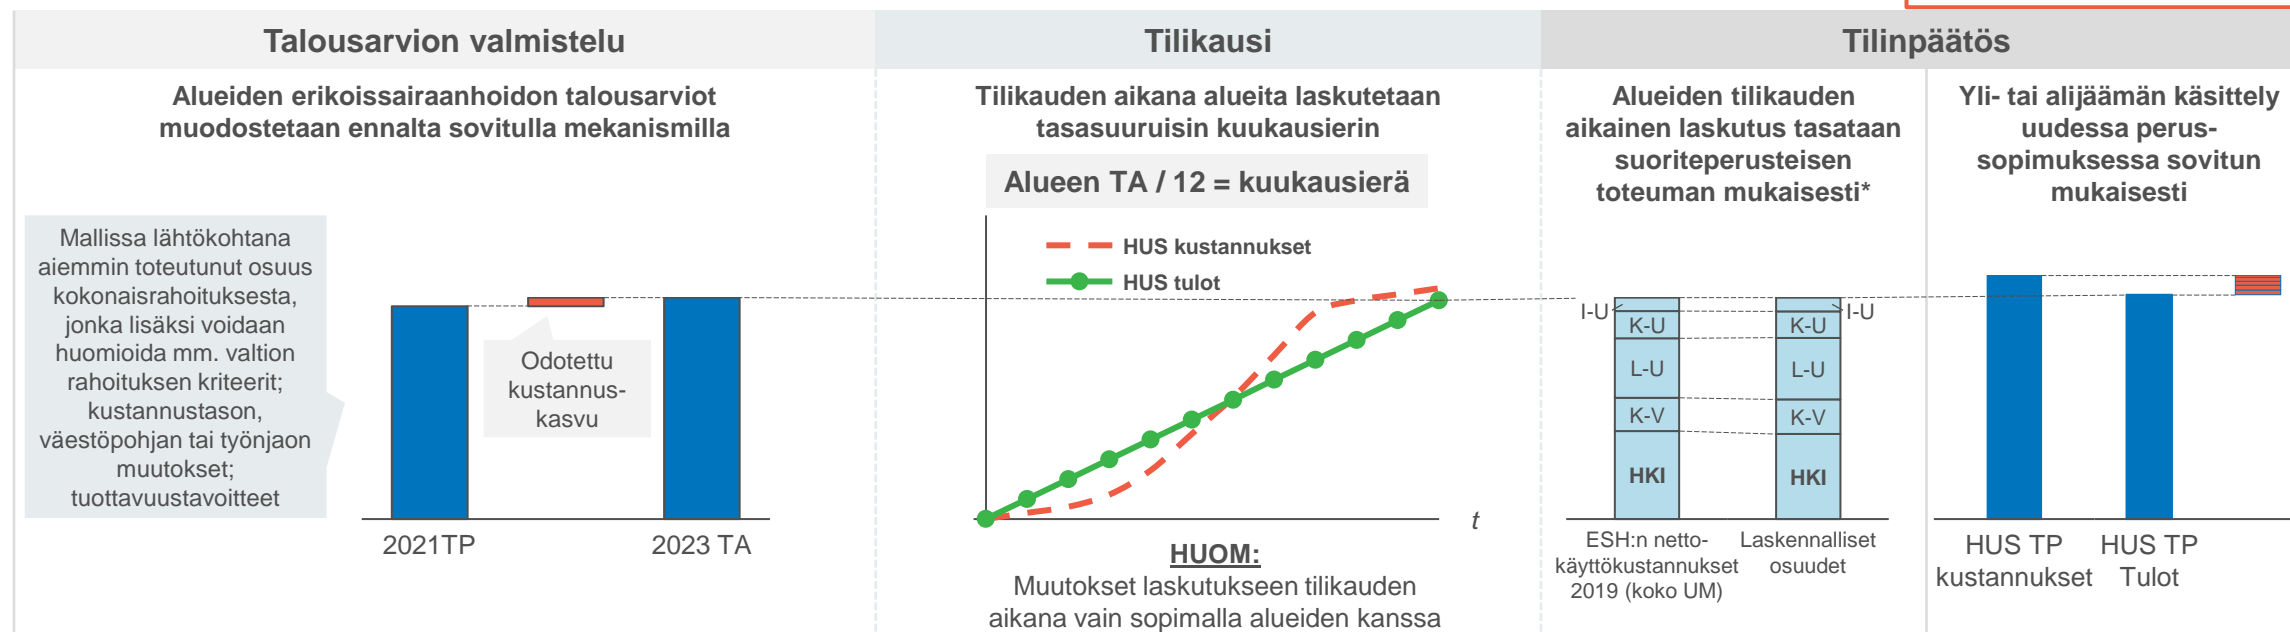 Talousarvion valmistelu
Alueiden erikoissairaanhoidon talousarviot
muodostetaan ennalta sovitulla mekanismilla
Mallissa lähtökohtana
aiemmin toteutunut osuus
kokonaisrahoituksesta,
jonka lisäksi voidaan
huomioida mm. valtion
rahoituksen kriteerit;
kustannustason,
väestöpohjan tai työnjaon
muutokset;
tuottavuustavoitteet
Odotettu
kustannus-
kasvu
2021TP
2023 TA
Tilikausi
Tilikauden aikana alueita laskutetaan
tasasuuruisin kuukausierin
Alueen TA / 12 = kuukausierä
HUS kustannukset
HUS tulot
t
HUOM:
Muutokset laskutukseen tilikauden
aikana vain sopimalla alueiden kanssa
Tilinpäätös
Alueiden tilikauden
aikainen laskutus tasataan
suoriteperusteisen
toteuman mukaisesti*
I-U
K-U
L-U
K-V
HKI
I-U
K-U
L-U
K-V
HKI
ESH:n netto-
käyttökustannukset
2019 (koko UM)
Laskennalliset
osuudet
Yli- tai alijäämän käsittely
uudessa perus-
sopimuksessa sovitun
mukaisesti
HUS TP
kustannukset
HUS TP
Tulot